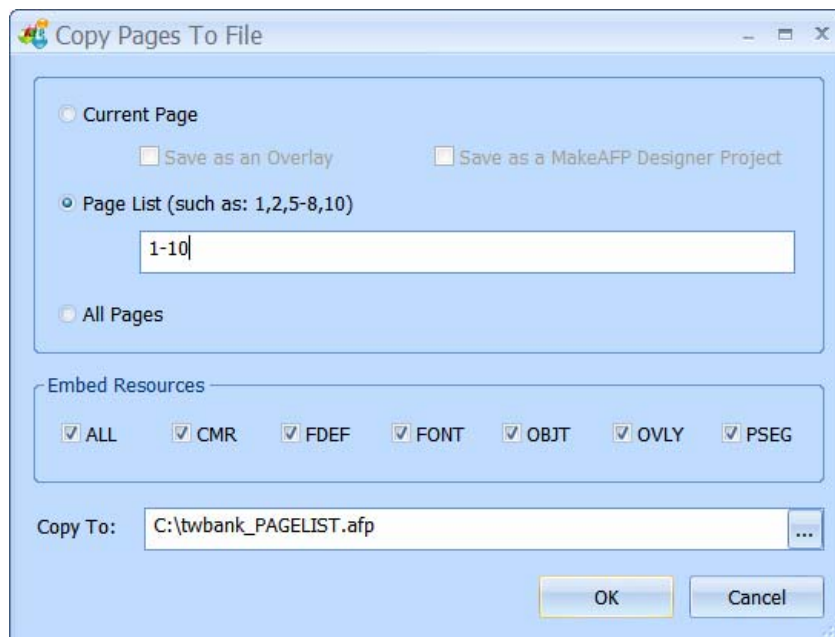 Copy Pages To File
Current Page
Save as an Overlay Save as a MakeAFP Designer Project
Page List (such as: 1,2,5-8,10)
1-10
All Pages
Embed Resources
ALL CMR FDEF FONT OBJT OVLY PSEG
Copy To: C:\twbank_PAGELIST.afp ...
OK Cancel